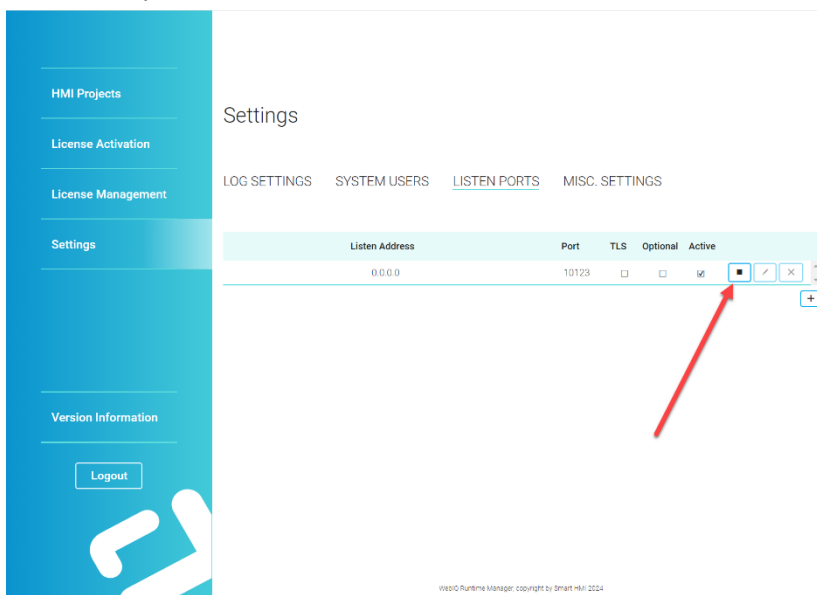 HMI Projects
License Activation
License Management
Settings
Version Information
Logout
Settings
LOG SETTINGS SYSTEM USERS LISTEN PORTS MISC. SETTINGS
Listen Address Port TLS Optional Active
0.0.0.0 10123
WebIQ Runtime Manager, copyright by Smart HMI 2024